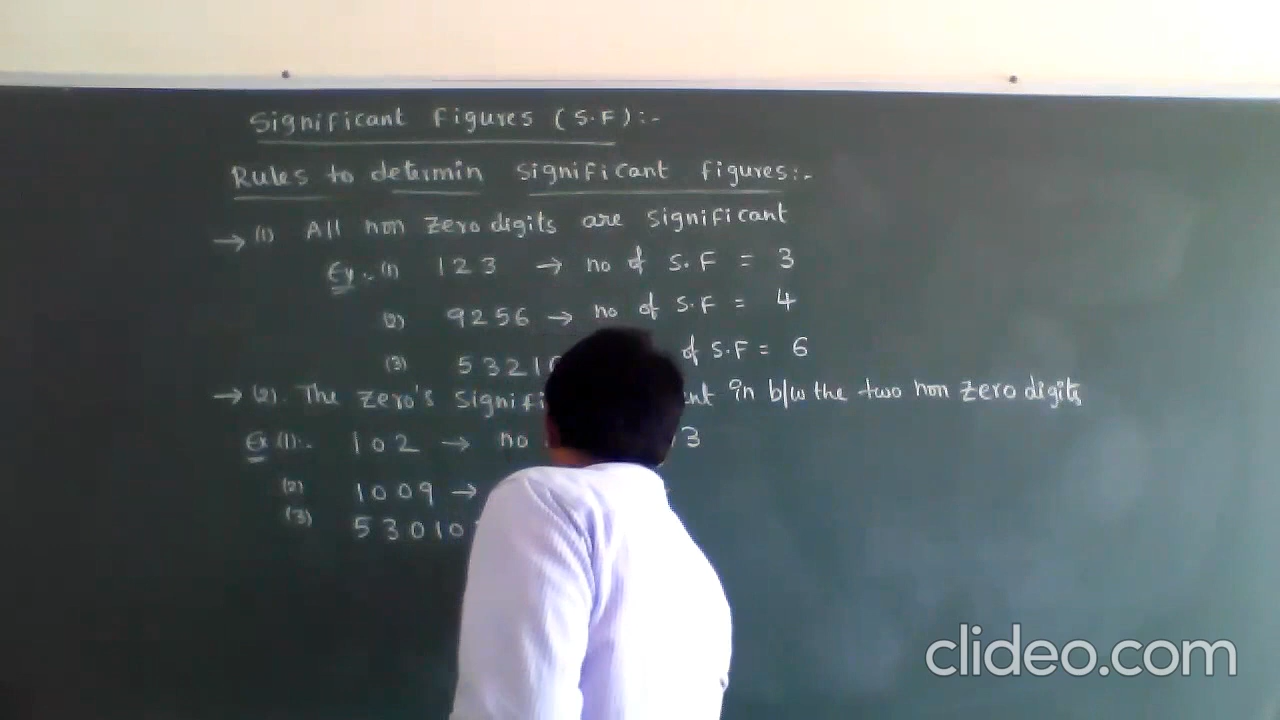 Significant Figures (S.F):-
Rules to determin significant figures:-
→ (1) All non zero digits are significant
Ex:- (1) 123 → no of S.F = 3
(2) 9256 → no of S.F = 4
(3) 5321 of S.F = 6
→ (2). The zero's in b/w the two non zero digits
Ex (1):- 102 → no 3
(2) 1009 →
(3) 53010
clideo.com